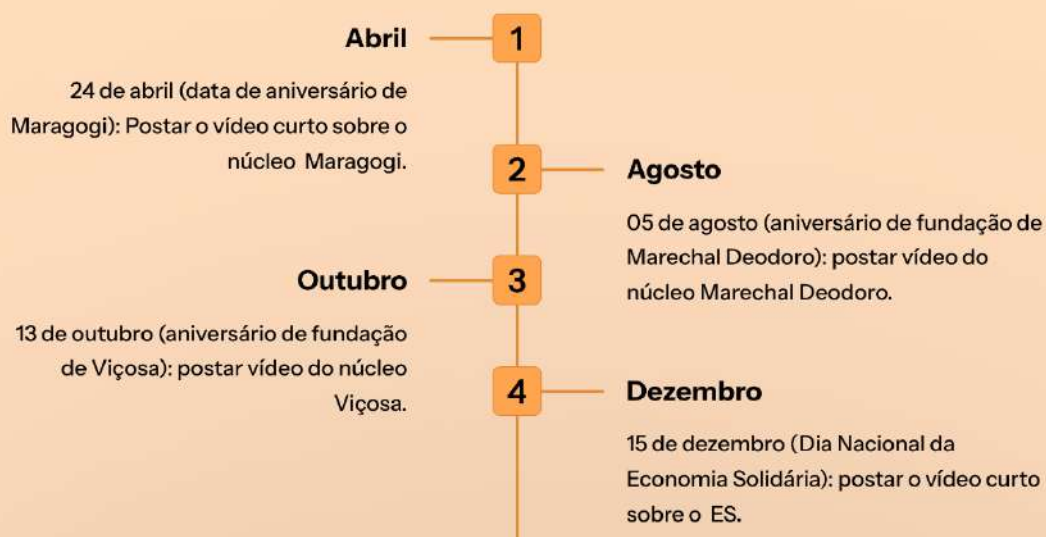 Abril
1
24 de abril (data de aniversário de
Maragogi): Postar o vídeo curto sobre o
núcleo Maragogi.
2
Agosto
05 de agosto (aniversário de fundação de
Marechal Deodoro): postar vídeo do
núcleo Marechal Deodoro.
Outubro
3
13 de outubro (aniversário de fundação
de Viçosa): postar vídeo do núcleo
Viçosa.
4
Dezembro
15 de dezembro (Dia Nacional da
Economia Solidária): postar o vídeo curto
sobre o ES.